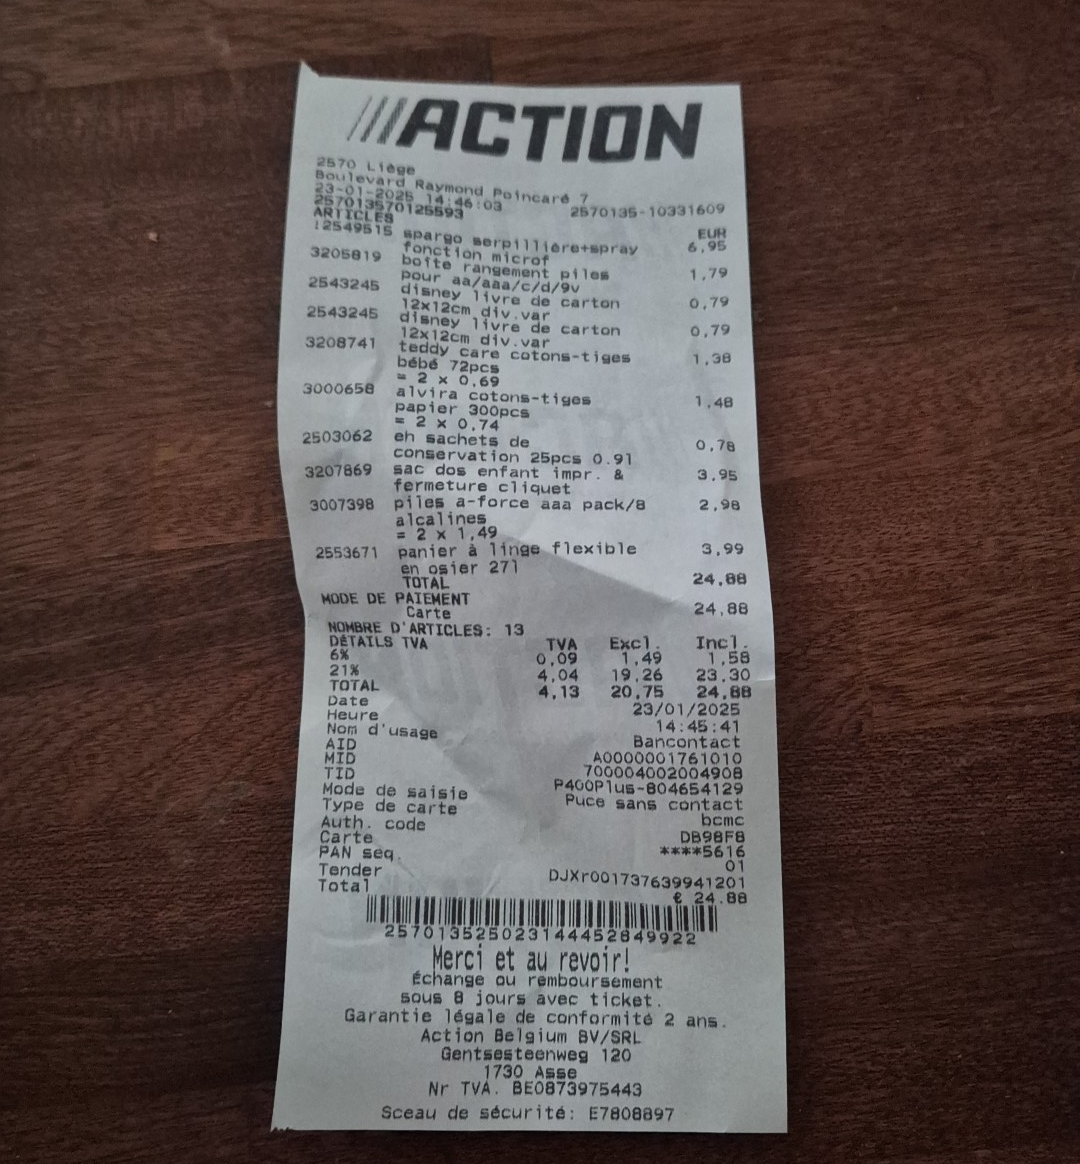 ///ACTION
2570 Liège
Boulevard Raymond Poincaré 7
23-01-2025 14:46:03 2570135-10331609
257013570125593
ARTICLES EUR
!2549515 spargo serpillière+spray 6,95
fonction microf
3205819 boîte rangement piles 1,79
pour aa/aaa/c/d/9v
2543245 disney livre de carton 0,79
12x12cm div.var
2543245 disney livre de carton 0,79
12x12cm div.var
3208741 teddy care cotons-tiges 1,38
bébé 72pcs
= 2 x 0,69
3000658 alvira cotons-tiges 1,48
papier 300pcs
= 2 x 0,74
2503062 eh sachets de 0,78
conservation 25pcs 0.91
3207869 sac dos enfant impr. & 3,95
fermeture cliquet
3007398 piles a-force aaa pack/8 2,98
alcalines
= 2 x 1,49
2553671 panier à linge flexible 3,99
en osier 27l
TOTAL 24,88
MODE DE PAIEMENT
Carte 24,88
NOMBRE D'ARTICLES: 13
DÉTAILS TVA TVA Excl. Incl.
6% 0,09 1,49 1,58
21% 4,04 19,26 23,30
TOTAL 4,13 20,75 24,88
Date 23/01/2025
Heure 14:45:41
Nom d'usage Bancontact
AID A0000001761010
MID 700004002004908
TID P400Plus-804654129
Mode de saisie Puce sans contact
Type de carte bcmc
Auth. code DB98F8
Carte ****5616
PAN seq. 01
Tender DJXr001737639941201
Total € 24.88
257013525023144452849922
Merci et au revoir!
Échange ou remboursement
sous 8 jours avec ticket.
Garantie légale de conformité 2 ans.
Action Belgium BV/SRL
Gentsesteenweg 120
1730 Asse
Nr TVA. BE0873975443
Sceau de sécurité: E7808897